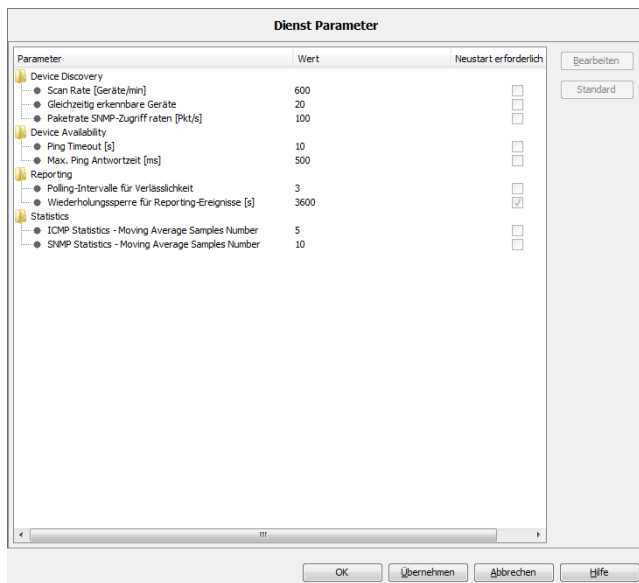 Dienst Parameter
Parameter Wert Neustart erforderlich
Bearbeiten
Standard
Device Discovery
Scan Rate [Geräte/min] 600
Gleichzeitig erkennbare Geräte 20
Paketrate SNMP-Zugriff raten [Pkt/s] 100
Device Availability
Ping Timeout [s] 10
Max. Ping Antwortzeit [ms] 500
Reporting
Polling-Intervalle für Verlässlichkeit 3
Wiederholungssperre für Reporting-Ereignisse [s] 3600
Statistics
ICMP Statistics - Moving Average Samples Number 5
SNMP Statistics - Moving Average Samples Number 10
OK Übernehmen Abbrechen Hilfe